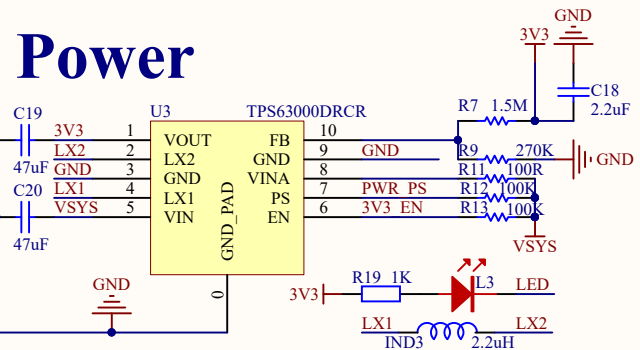 Power
GND
3V3
C18
2.2uF
C19
47uF
3V3
LX2
GND
C20
47uF
LX1
VSYS
U3
TPS63000DRCR
1 VOUT FB 10
2 LX2 GND 9 GND
3 GND VINA 8
4 LX1 PS 7 PWR_PS
5 VIN EN 6 3V3_EN
GND_PAD
0
R7 1.5M
R9 270K
GND
R11 100R
R12 100K
R13 100K
VSYS
GND
3V3
R19 1K
L3
LED
LX1
IND3
2.2uH
LX2